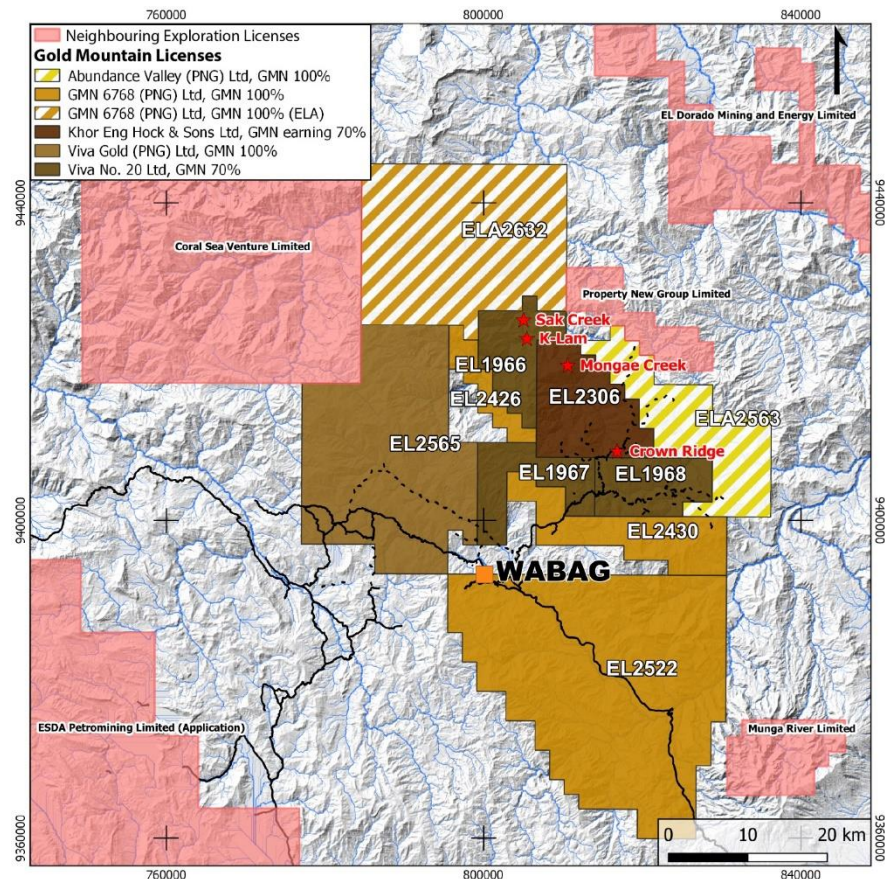 760000
800000
840000
Neighbouring Exploration Licenses
Gold Mountain Licenses
Abundance Valley (PNG) Ltd, GMN 100%
GMN 6768 (PNG) Ltd, GMN 100%
GMN 6768 (PNG) Ltd, GMN 100% (ELA)
Khor Eng Hock & Sons Ltd, GMN earning 70%
Viva Gold (PNG) Ltd, GMN 100%
Viva No. 20 Ltd, GMN 70%
EL Dorado Mining and Energy Limited
9440000
9440000
ELA2632
Coral Sea Venture Limited
Property New Group Limited
Sak Creek
K-Lam
EL1966
Mongae Creek
EL2426
EL2306
ELA2563
EL2565
Crown Ridge
EL1967
EL1968
9400000
9400000
EL2430
WABAG
EL2522
ESDA Petromining Limited (Application)
Munga River Limited
0 10 20 km
9360000
9360000
760000
800000
840000